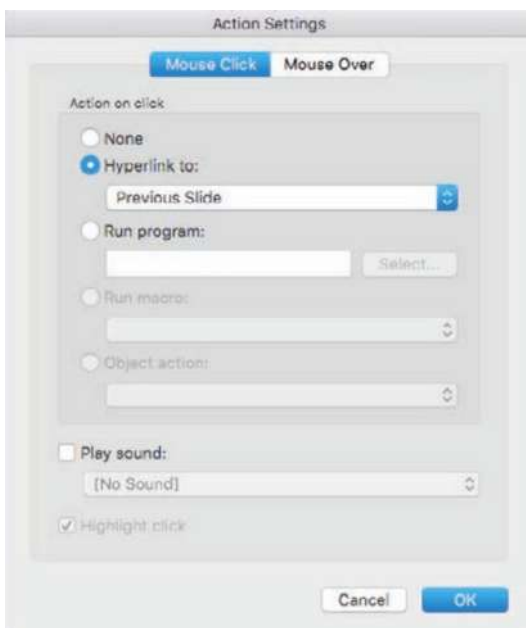 Action Settings
Mouse Click Mouse Over
Action on click
None
Hyperlink to:
Previous Slide
Run program:
Select...
Run macro:
Object action:
Play sound:
[No Sound]
Highlight click
Cancel OK